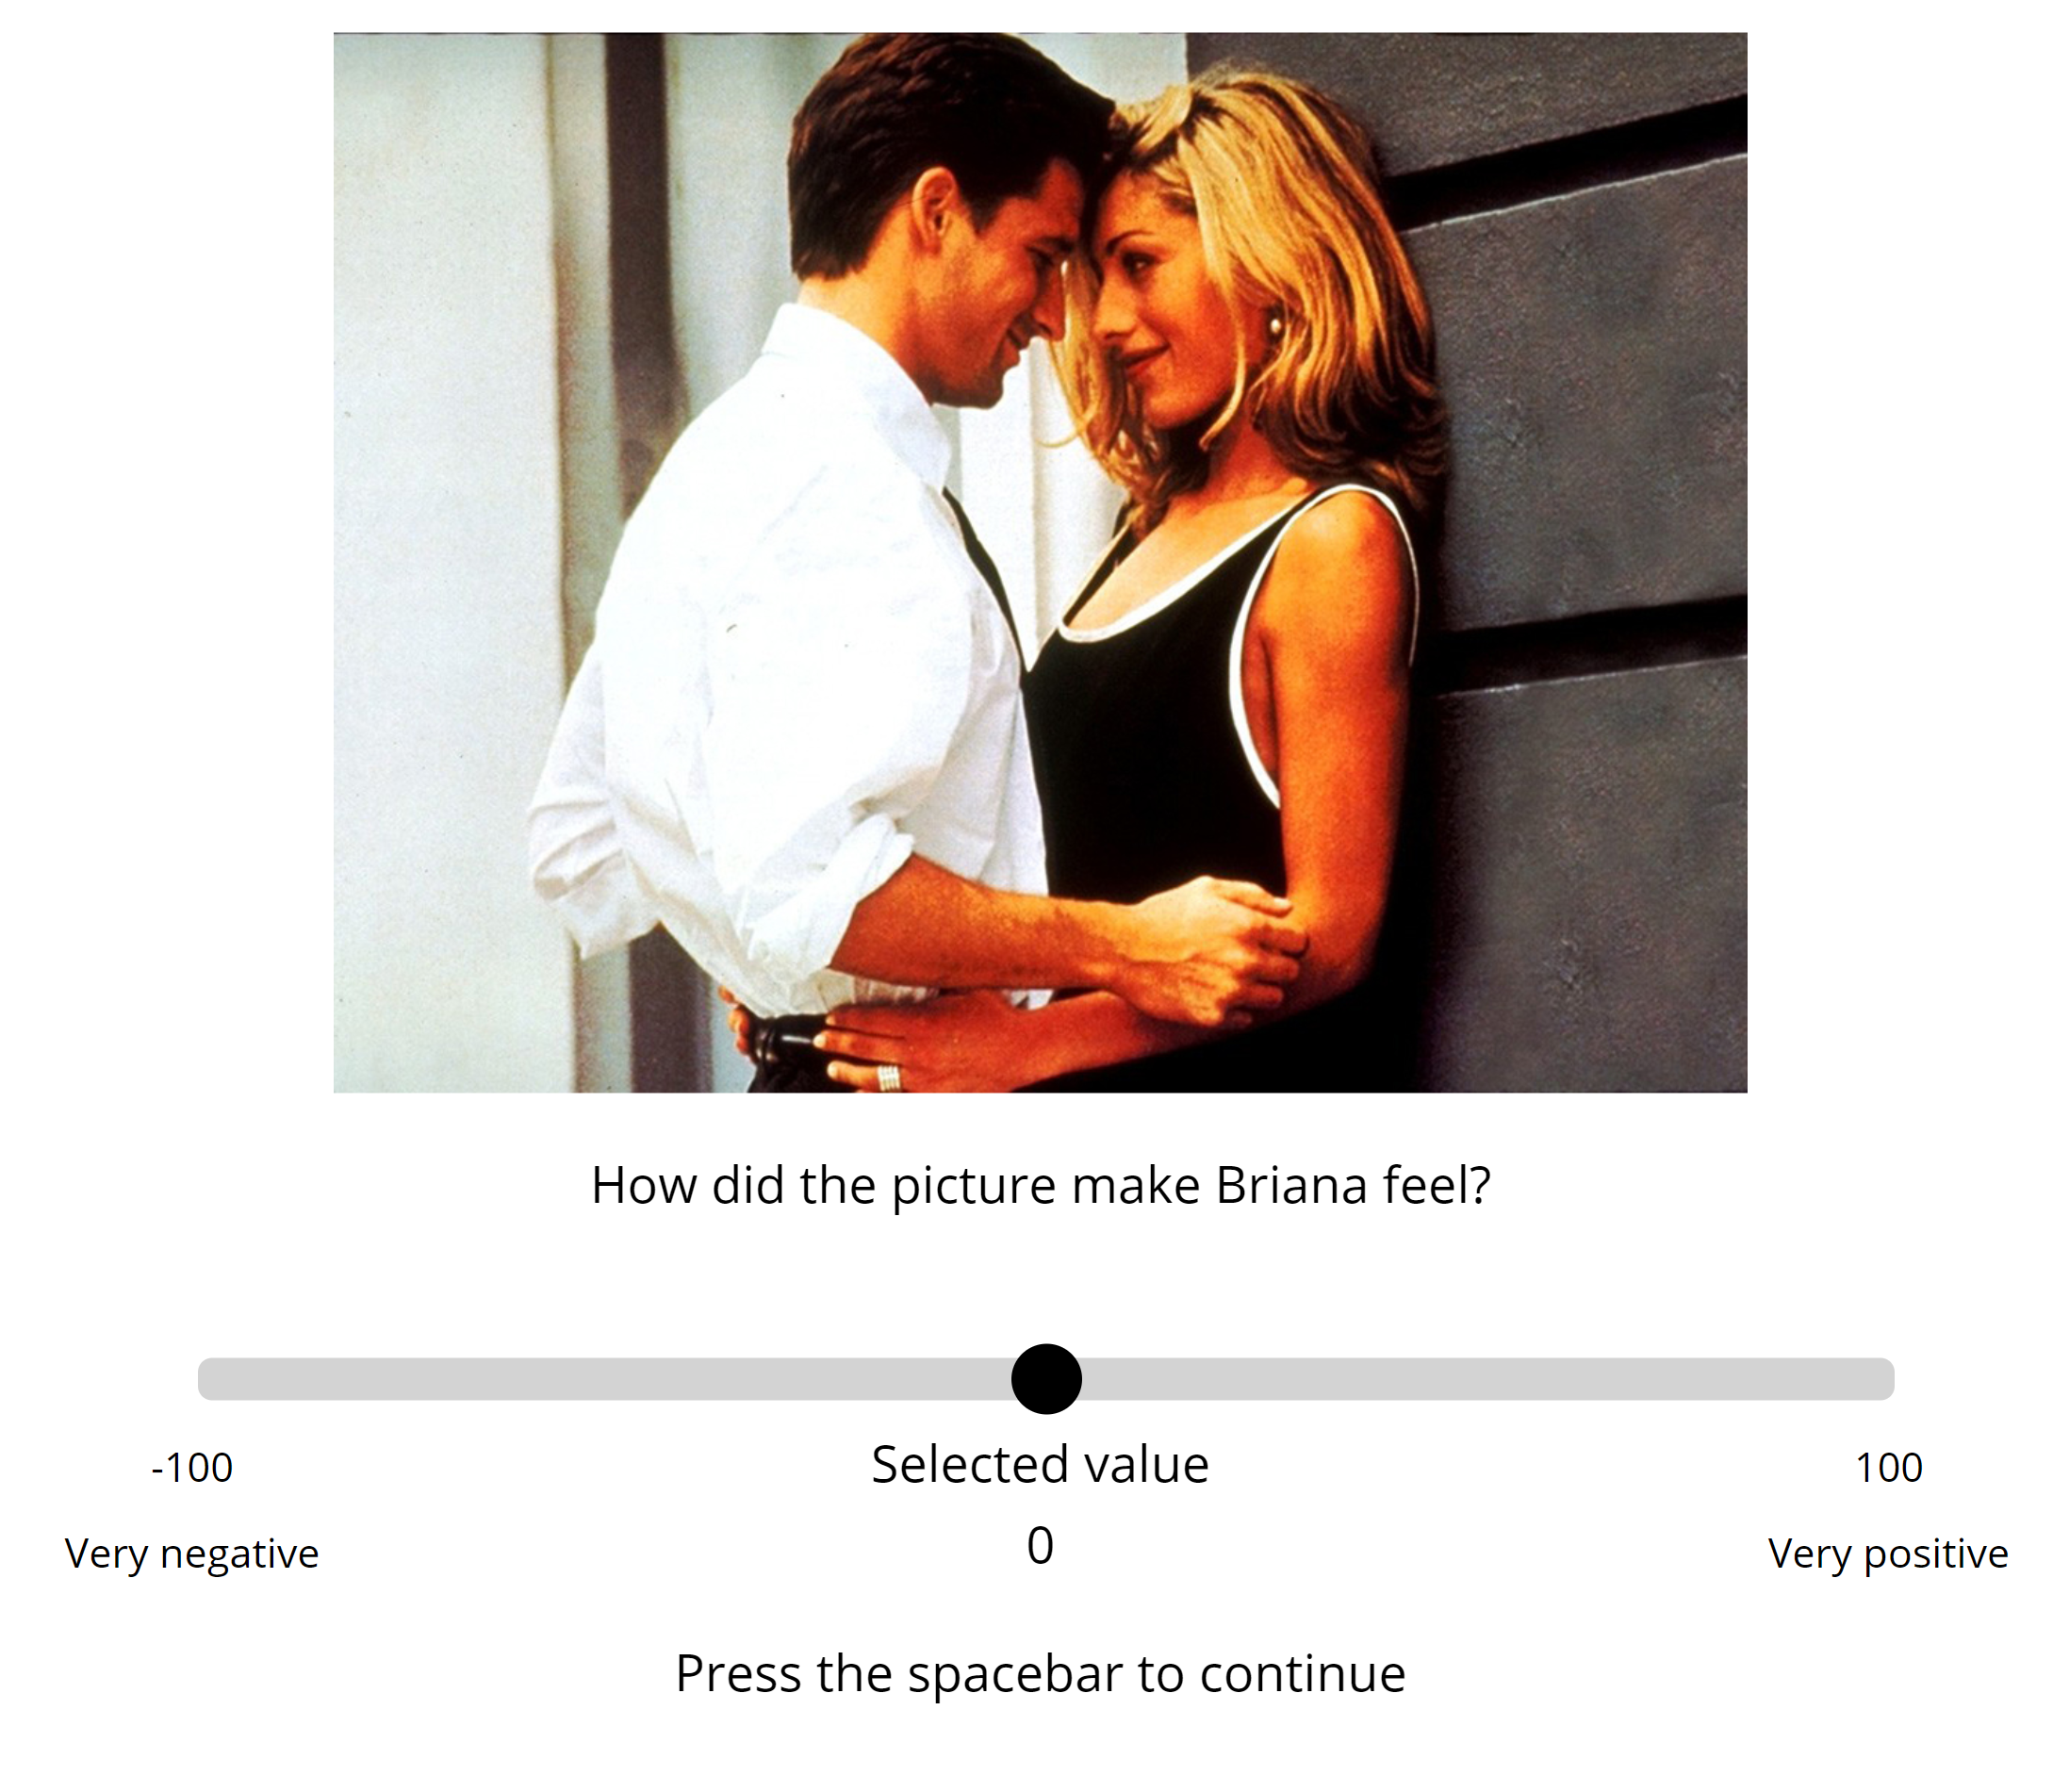 How did the picture make Briana feel?
-100
Selected value
100
Very negative
0
Very positive
Press the spacebar to continue